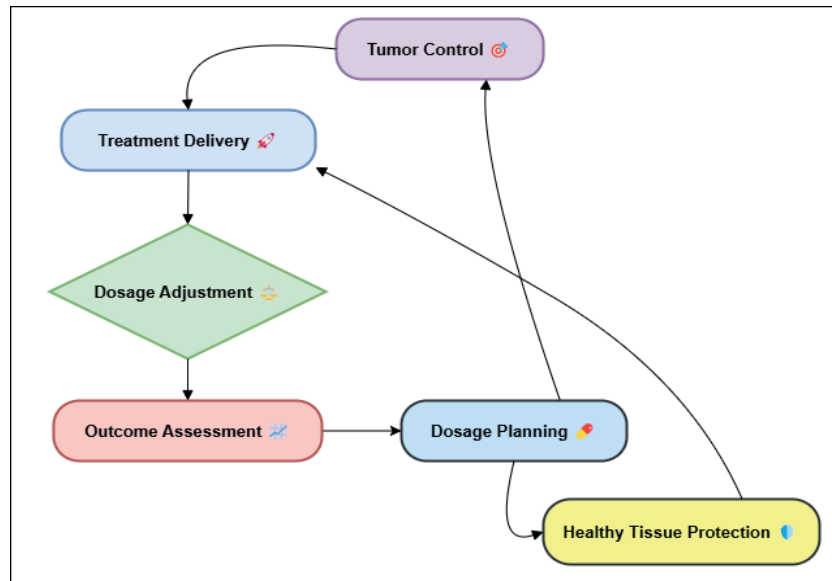 Tumor Control 🎯
Treatment Delivery 🚀
Dosage Adjustment ⚖️
Outcome Assessment 📈
Dosage Planning 💊
Healthy Tissue Protection 🛡️